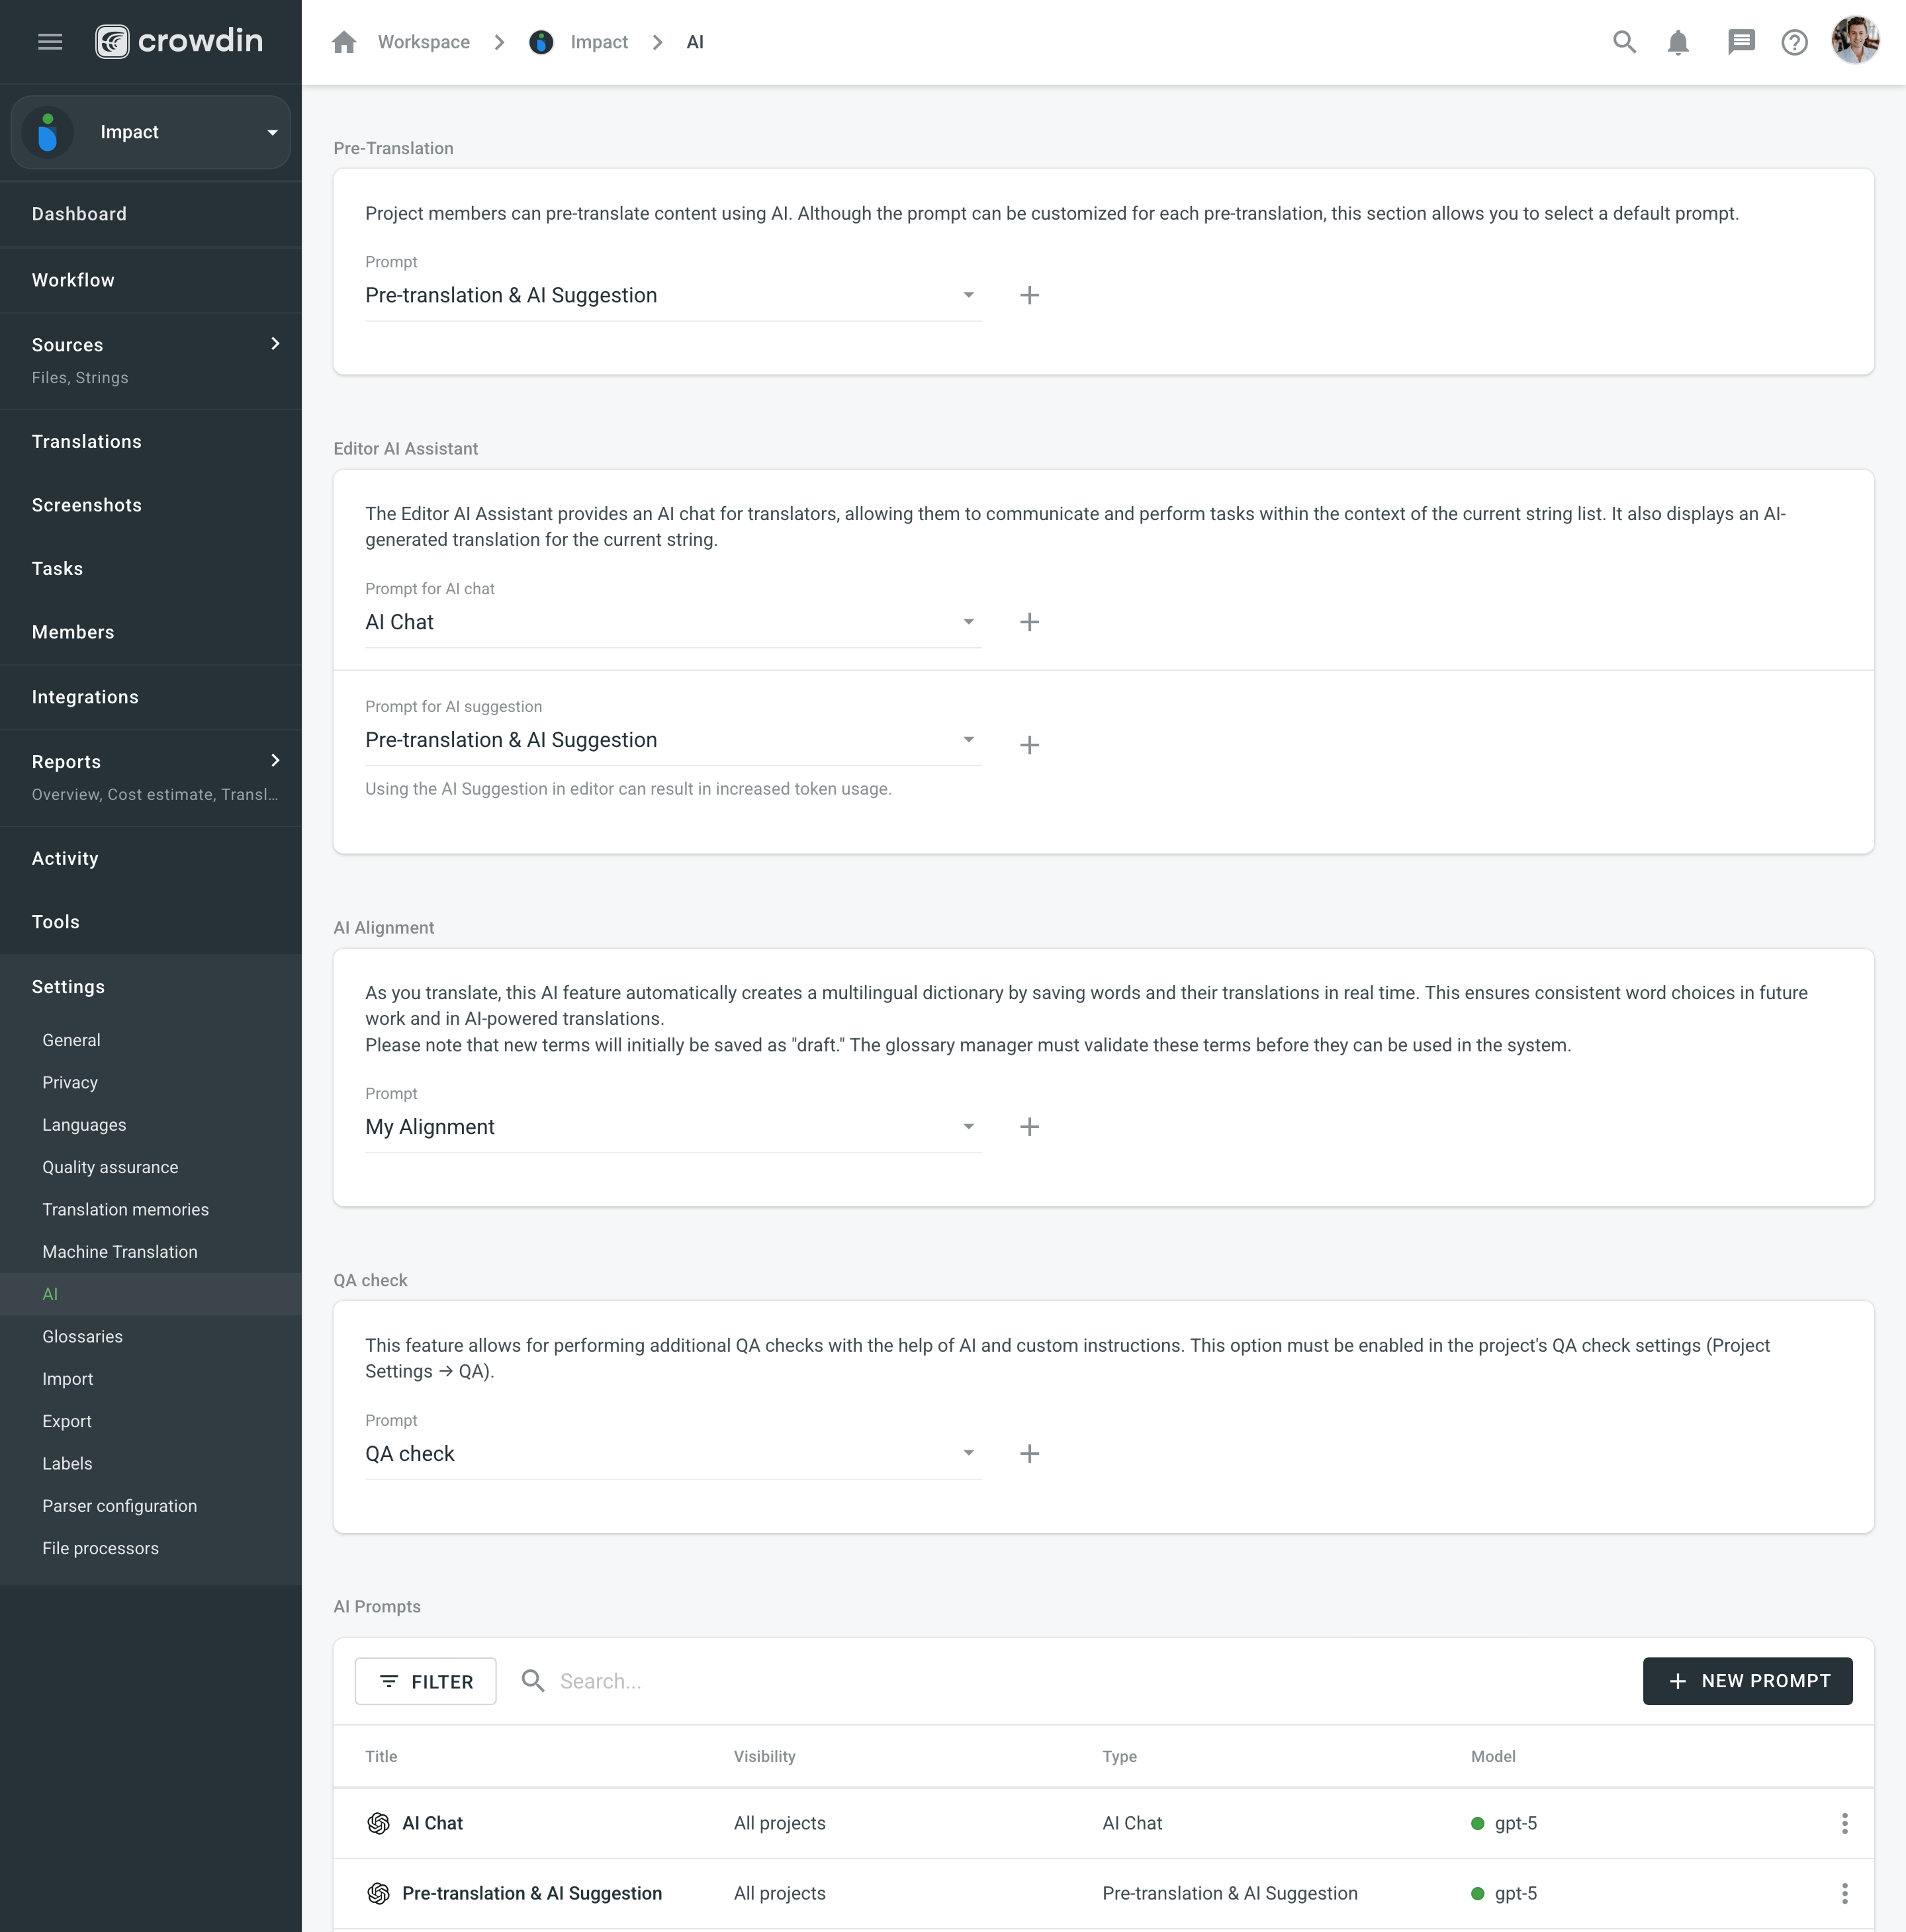 crowdin
Workspace
Impact
AI
Impact
Dashboard
Workflow
Sources
Files, Strings
Translations
Screenshots
Tasks
Members
Integrations
Reports
Overview, Cost estimate, Transl...
Activity
Tools
Settings
General
Privacy
Languages
Quality assurance
Translation memories
Machine Translation
AI
Glossaries
Import
Export
Labels
Parser configuration
File processors
Pre-Translation
Project members can pre-translate content using AI. Although the prompt can be customized for each pre-translation, this section allows you to select a default prompt.
Prompt
Pre-translation & AI Suggestion
Editor AI Assistant
The Editor AI Assistant provides an AI chat for translators, allowing them to communicate and perform tasks within the context of the current string list. It also displays an AI-
generated translation for the current string.
Prompt for AI chat
AI Chat
Prompt for AI suggestion
Pre-translation & AI Suggestion
Using the AI Suggestion in editor can result in increased token usage.
AI Alignment
As you translate, this AI feature automatically creates a multilingual dictionary by saving words and their translations in real time. This ensures consistent word choices in future
work and in AI-powered translations.
Please note that new terms will initially be saved as "draft." The glossary manager must validate these terms before they can be used in the system.
Prompt
My Alignment
QA check
This feature allows for performing additional QA checks with the help of AI and custom instructions. This option must be enabled in the project's QA check settings (Project
Settings → QA).
Prompt
QA check
AI Prompts
FILTER
Search...
NEW PROMPT
Title Visibility Type Model
AI Chat All projects AI Chat gpt-5
Pre-translation & AI Suggestion All projects Pre-translation & AI Suggestion gpt-5